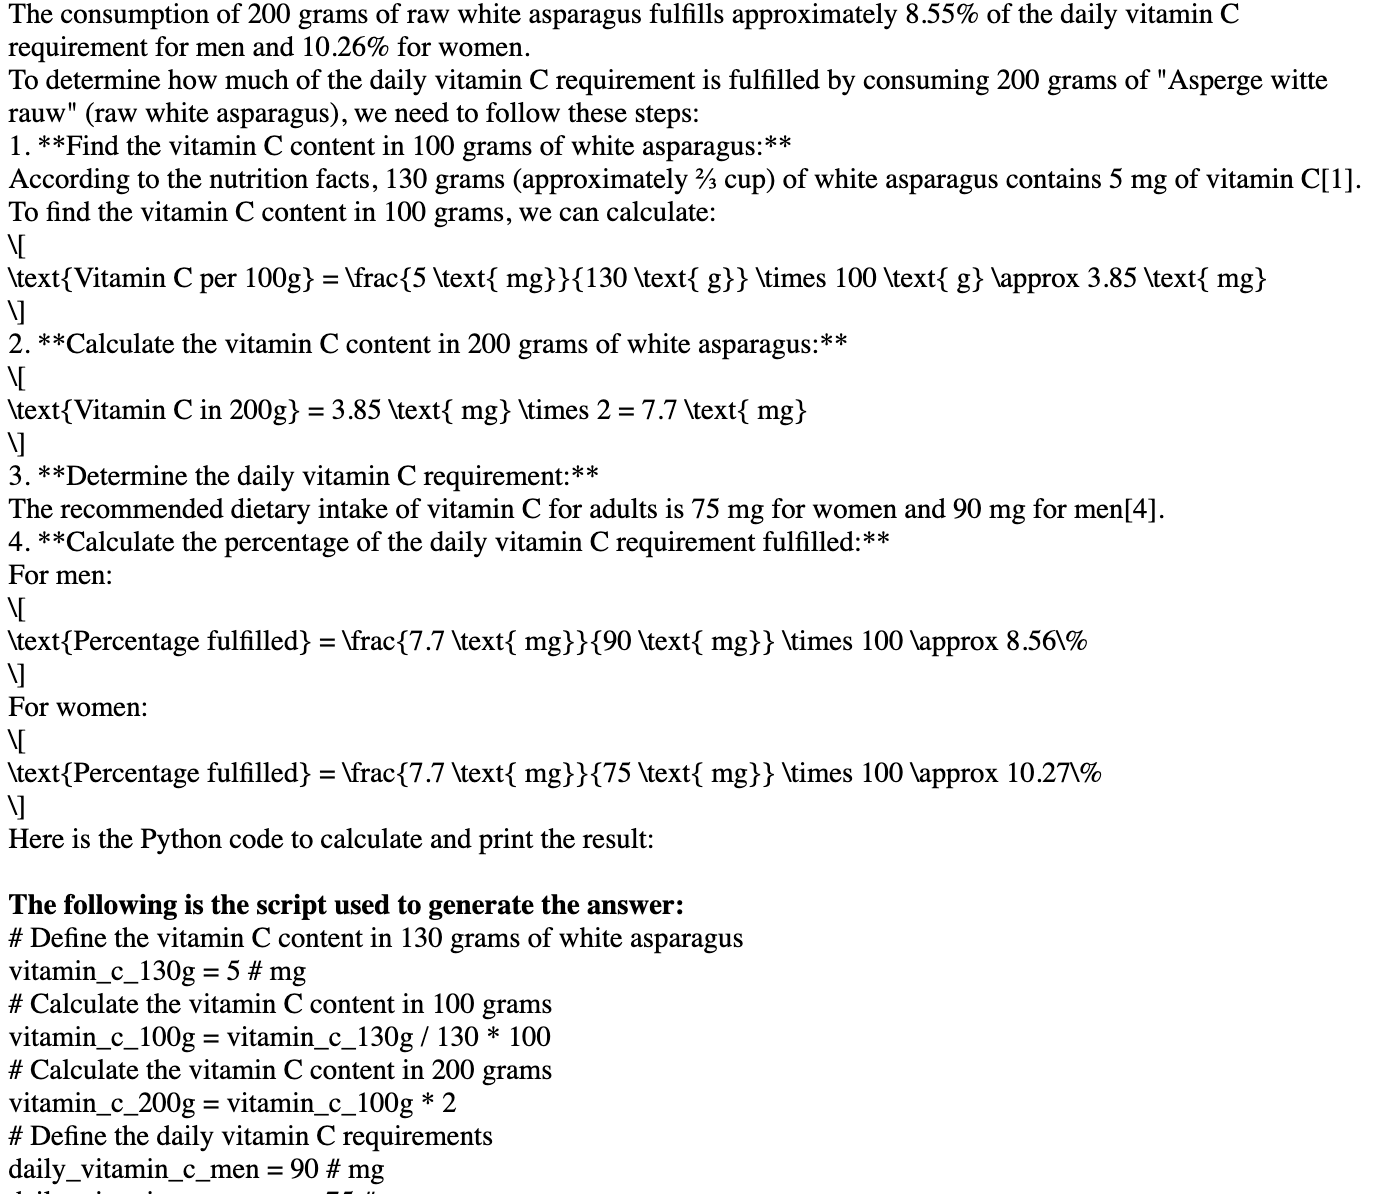 The consumption of 200 grams of raw white asparagus fulfills approximately 8.55% of the daily vitamin C
requirement for men and 10.26% for women.
To determine how much of the daily vitamin C requirement is fulfilled by consuming 200 grams of "Asperge witte
rauw" (raw white asparagus), we need to follow these steps:
1. **Find the vitamin C content in 100 grams of white asparagus:**
According to the nutrition facts, 130 grams (approximately ⅔ cup) of white asparagus contains 5 mg of vitamin C[1].
To find the vitamin C content in 100 grams, we can calculate:
\[
\text{Vitamin C per 100g} = \frac{5 \text{ mg}}{130 \text{ g}} \times 100 \text{ g} \approx 3.85 \text{ mg}
\]
2. **Calculate the vitamin C content in 200 grams of white asparagus:**
\[
\text{Vitamin C in 200g} = 3.85 \text{ mg} \times 2 = 7.7 \text{ mg}
\]
3. **Determine the daily vitamin C requirement:**
The recommended dietary intake of vitamin C for adults is 75 mg for women and 90 mg for men[4].
4. **Calculate the percentage of the daily vitamin C requirement fulfilled:**
For men:
\[
\text{Percentage fulfilled} = \frac{7.7 \text{ mg}}{90 \text{ mg}} \times 100 \approx 8.56\%
\]
For women:
\[
\text{Percentage fulfilled} = \frac{7.7 \text{ mg}}{75 \text{ mg}} \times 100 \approx 10.27\%
\]
Here is the Python code to calculate and print the result:
The following is the script used to generate the answer:
# Define the vitamin C content in 130 grams of white asparagus
vitamin_c_130g = 5 # mg
# Calculate the vitamin C content in 100 grams
vitamin_c_100g = vitamin_c_130g / 130 * 100
# Calculate the vitamin C content in 200 grams
vitamin_c_200g = vitamin_c_100g * 2
# Define the daily vitamin C requirements
daily_vitamin_c_men = 90 # mg